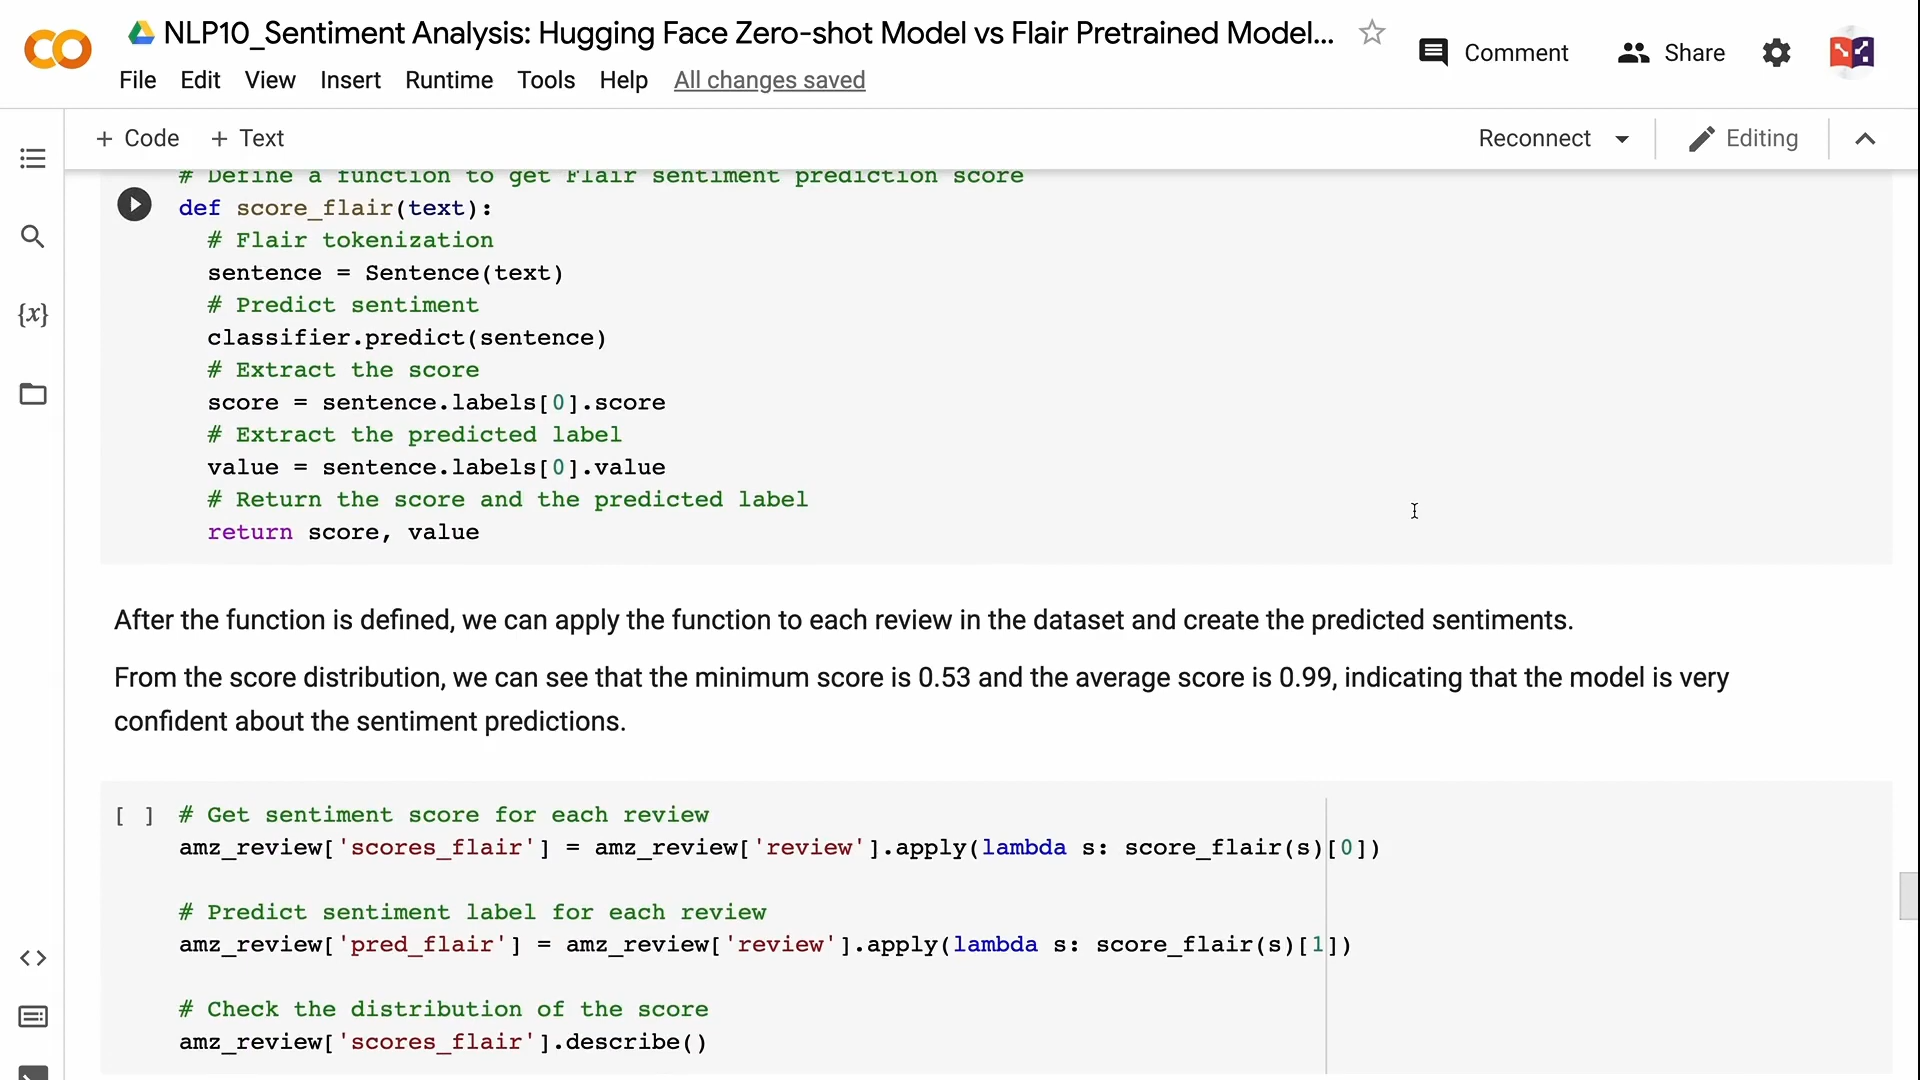 NLP10_Sentiment Analysis: Hugging Face Zero-shot Model vs Flair Pretrained Model...
Comment
Share
File Edit View Insert Runtime Tools Help All changes saved
+ Code + Text
Reconnect
Editing
# Define a function to get Flair sentiment prediction score
def score_flair(text):
# Flair tokenization
sentence = Sentence(text)
# Predict sentiment
classifier.predict(sentence)
# Extract the score
score = sentence.labels[0].score
# Extract the predicted label
value = sentence.labels[0].value
# Return the score and the predicted label
return score, value
After the function is defined, we can apply the function to each review in the dataset and create the predicted sentiments.
From the score distribution, we can see that the minimum score is 0.53 and the average score is 0.99, indicating that the model is very
confident about the sentiment predictions.
[ ] # Get sentiment score for each review
amz_review['scores_flair'] = amz_review['review'].apply(lambda s: score_flair(s)[0])
# Predict sentiment label for each review
amz_review['pred_flair'] = amz_review['review'].apply(lambda s: score_flair(s)[1])
# Check the distribution of the score
amz_review['scores_flair'].describe()